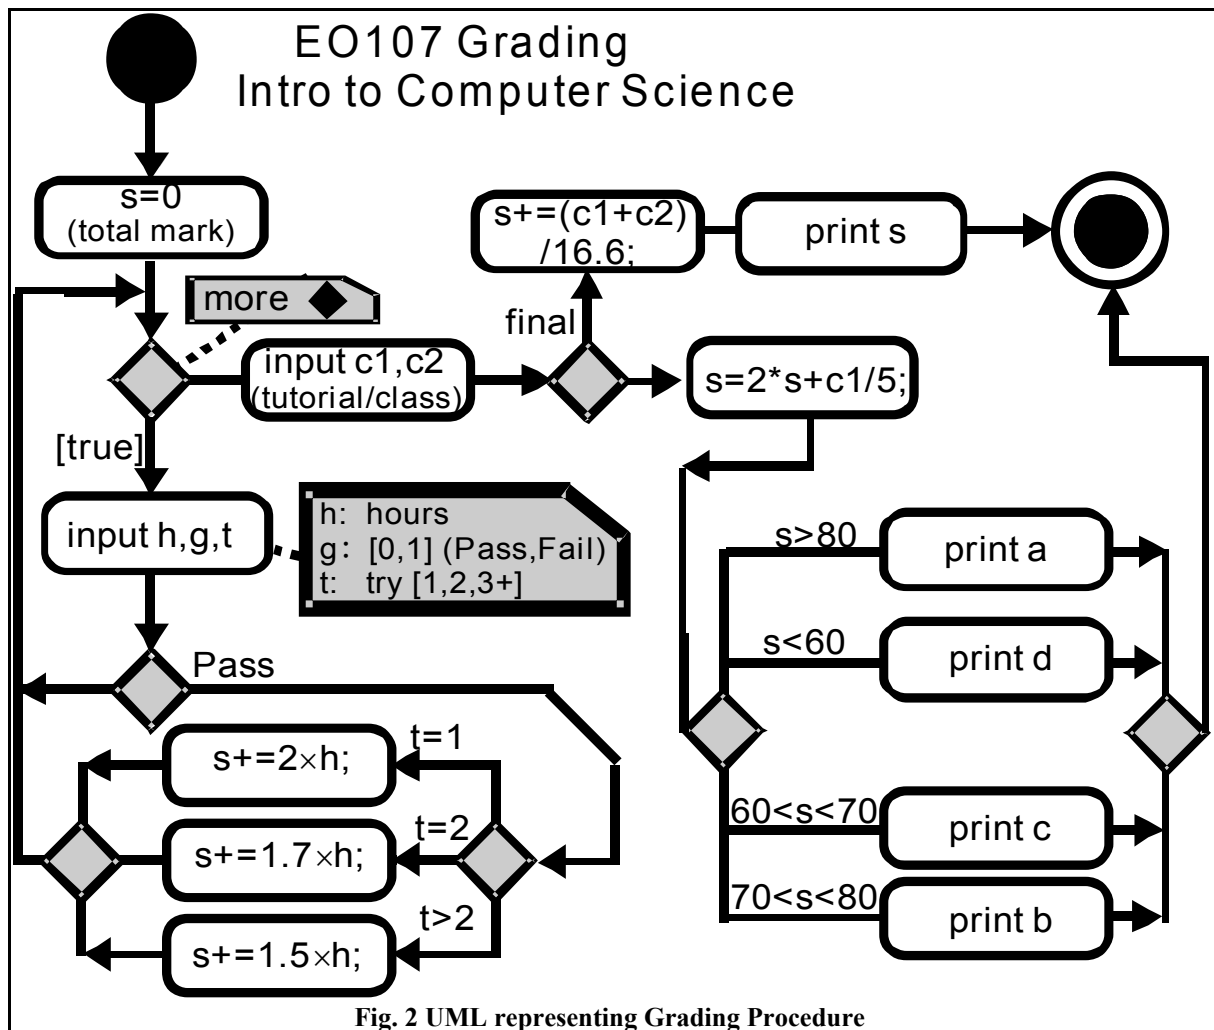 EO107 Grading
Intro to Computer Science
s=0
(total mark)
more
input c1,c2
(tutorial/class)
[true]
input h,g,t
h: hours
g: [0,1] (Pass,Fail)
t: try [1,2,3+]
Pass
t=1
s+=2×h;
t=2
s+=1.7×h;
t>2
s+=1.5×h;
final
s+=(c1+c2)
/16.6;
print s
s=2*s+c1/5;
s>80
print a
s<60
print d
60<s<70
print c
70<s<80
print b
Fig. 2 UML representing Grading Procedure